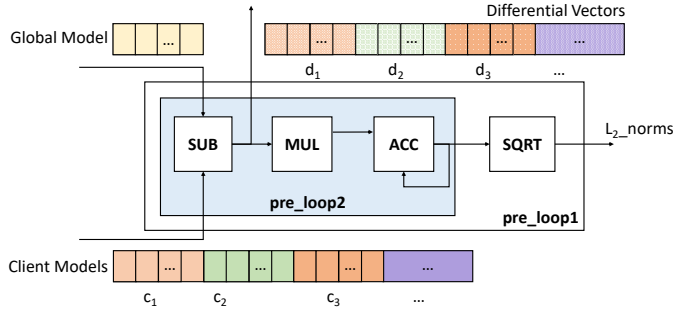 Differential Vectors
Global Model
...
... ... ... ...
d1 d2 d3 ...
L2_norms
SUB MUL ACC SQRT
pre_loop2
pre_loop1
Client Models
... ... ... ...
c1 c2 c3 ...